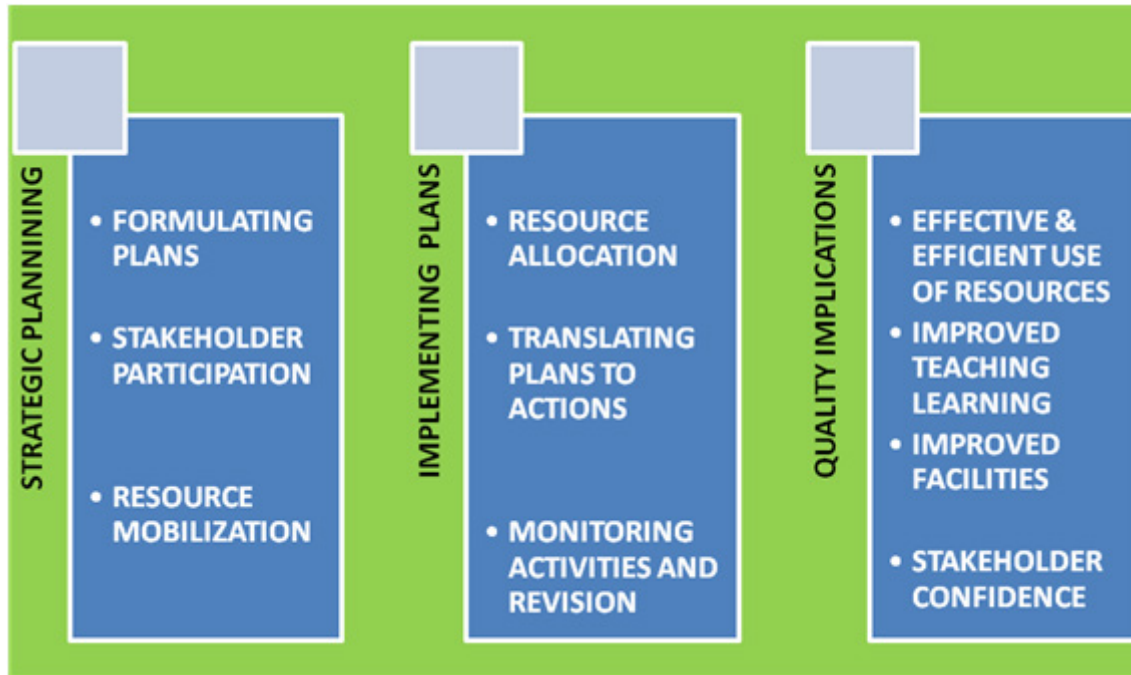 STRATEGIC PLANNINING
• FORMULATING
PLANS
• STAKEHOLDER
PARTICIPATION
• RESOURCE
MOBILIZATION
IMPLEMENTING PLANS
• RESOURCE
ALLOCATION
• TRANSLATING
PLANS TO
ACTIONS
• MONITORING
ACTIVITIES AND
REVISION
QUALITY IMPLICATIONS
• EFFECTIVE &
EFFICIENT USE
OF RESOURCES
• IMPROVED
TEACHING
LEARNING
• IMPROVED
FACILITIES
• STAKEHOLDER
CONFIDENCE